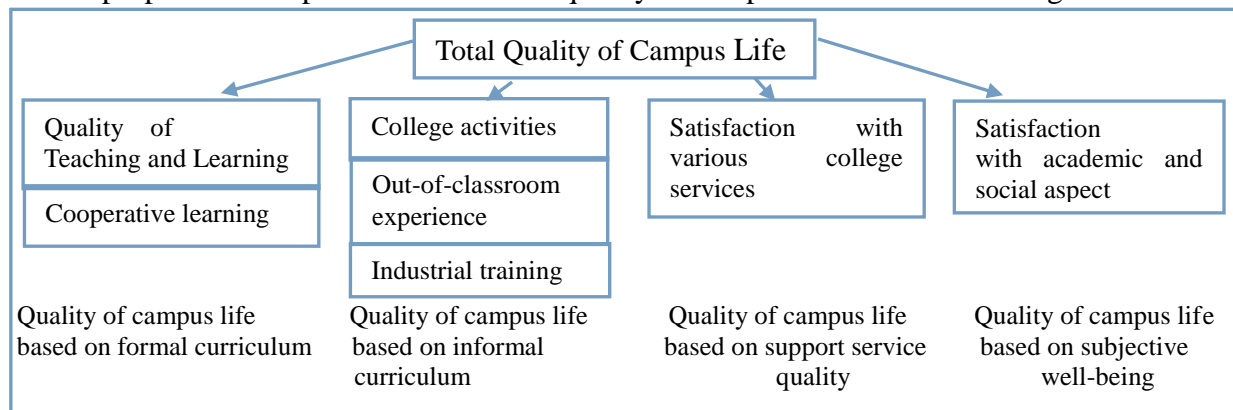 Total Quality of Campus Life
Quality of
Teaching and Learning
Cooperative learning
College activities
Out-of-classroom
experience
Industrial training
Satisfaction with
various college
services
Satisfaction
with academic and
social aspect
Quality of campus life
based on formal curriculum
Quality of campus life
based on informal
curriculum
Quality of campus life
based on support service
quality
Quality of campus life
based on subjective
well-being